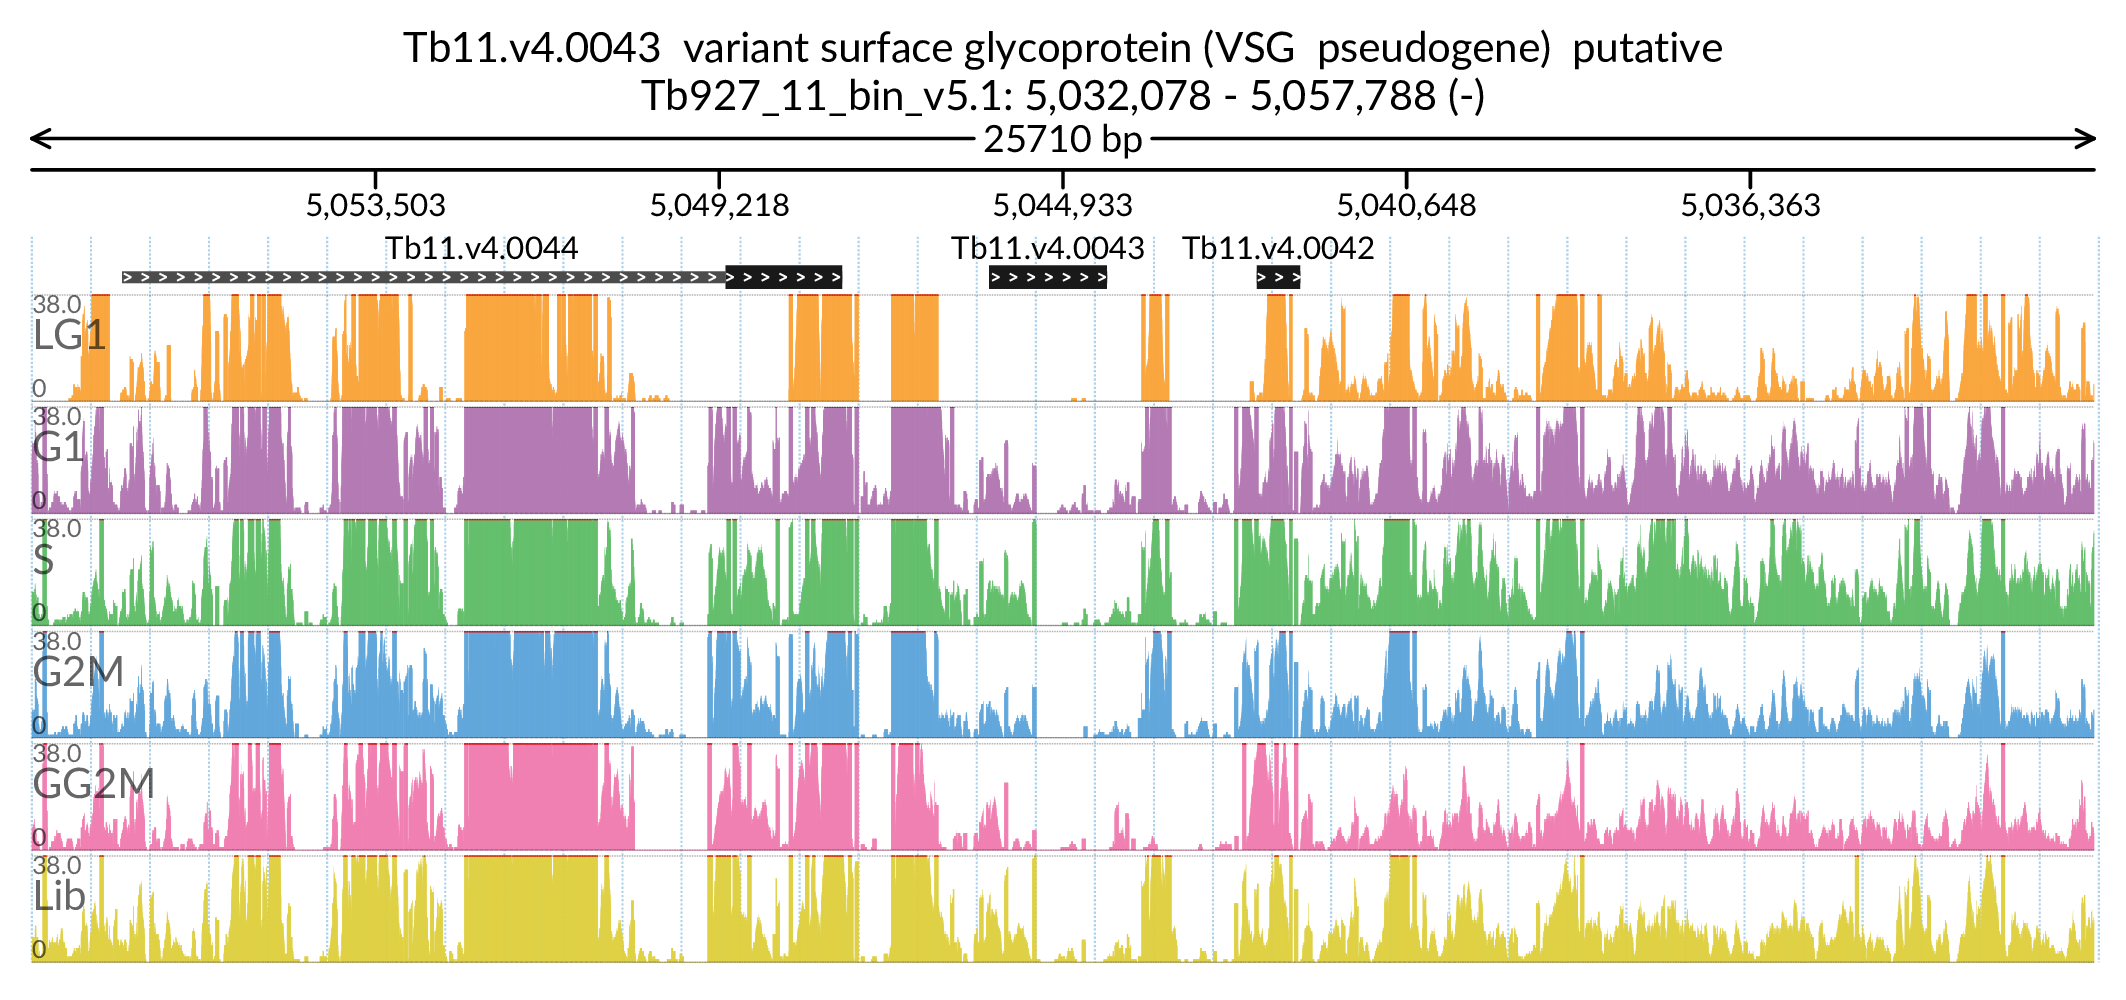 Tb11.v4.0043  variant surface glycoprotein (VSG  pseudogene)  putative
Tb927_11_bin_v5.1: 5,032,078 - 5,057,788 (-)
25710 bp
5,053,503 5,049,218 5,044,933 5,040,648 5,036,363
Tb11.v4.0044 Tb11.v4.0043 Tb11.v4.0042
38.0
LG1
0
38.0
G1
0
38.0
S
0
38.0
G2M
0
38.0
GG2M
0
38.0
Lib
0